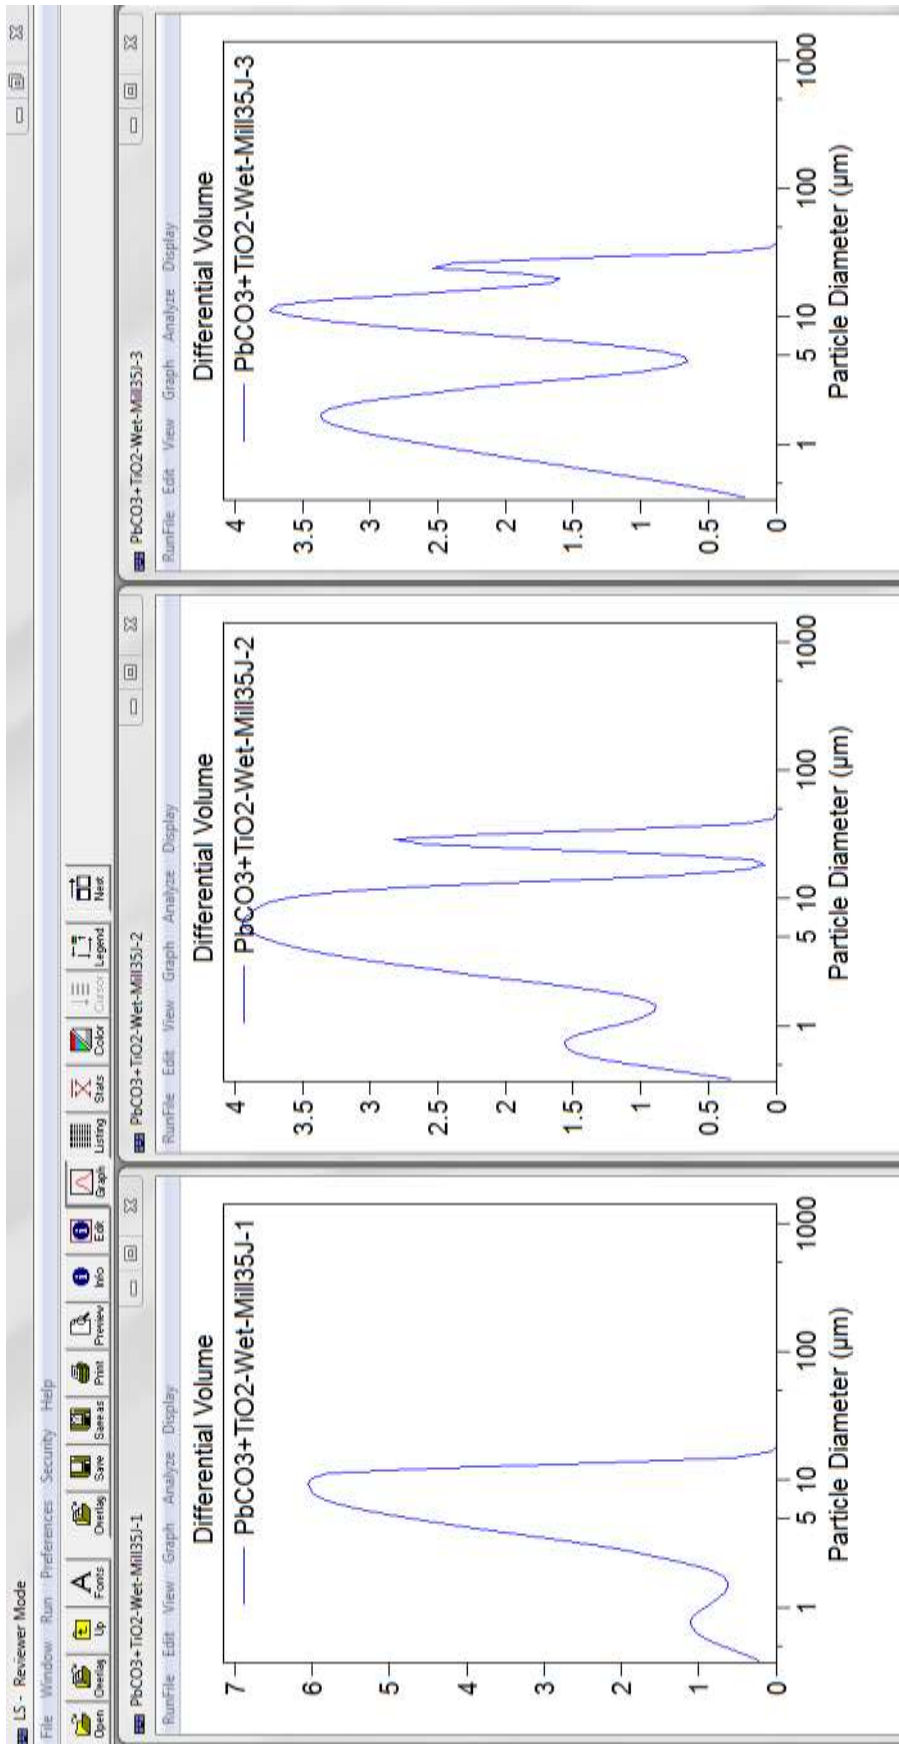 LS - Reviewer Mode
File Window Run Preferences Security Help
Open Overlag Up Fonts Overlag Save Save as Print Preview Info Edit Graph Listing Stats Color Cursor Legend Next
PbCO3+TiO2-Wet-Mill35J-1
RunFile Edit View Graph Analyze Display
Differential Volume
PbCO3+TiO2-Wet-Mill35J-1
7
6
5
4
3
2
1
0
1 5 10 100 1000
Particle Diameter (µm)
PbCO3+TiO2-Wet-Mill35J-2
RunFile Edit View Graph Analyze Display
Differential Volume
PbCO3+TiO2-Wet-Mill35J-2
4
3.5
3
2.5
2
1.5
1
0.5
0
1 5 10 100 1000
Particle Diameter (µm)
PbCO3+TiO2-Wet-Mill35J-3
RunFile Edit View Graph Analyze Display
Differential Volume
PbCO3+TiO2-Wet-Mill35J-3
4
3.5
3
2.5
2
1.5
1
0.5
0
1 5 10 100 1000
Particle Diameter (µm)